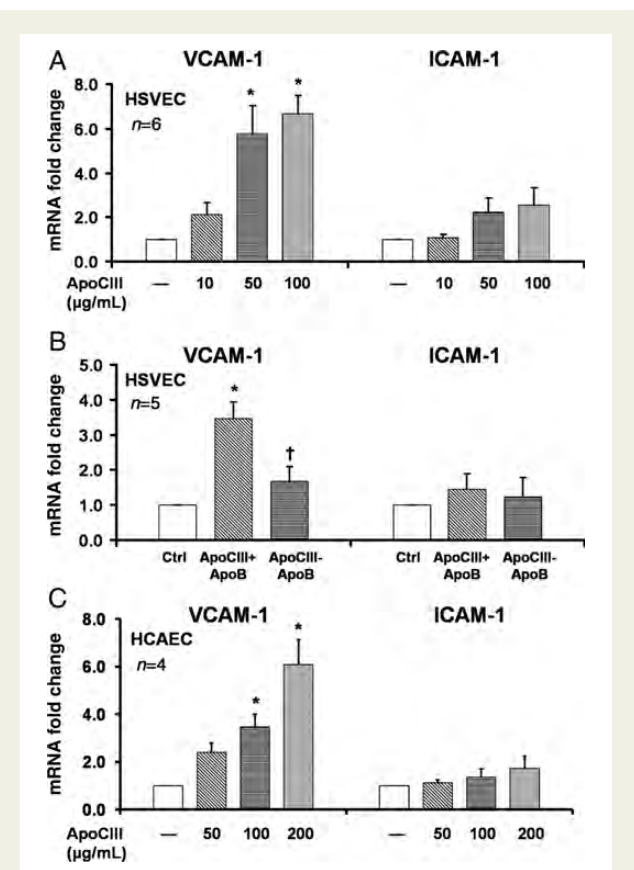 A
VCAM-1
ICAM-1
8.0
6.0
4.0
2.0
0.0
mRNA fold change
HSVEC
n=6
*
*
ApoCIII — 10 50 100 — 10 50 100
(µg/mL)
B
VCAM-1
ICAM-1
5.0
4.0
3.0
2.0
1.0
0.0
mRNA fold change
HSVEC
n=5
*
†
Ctrl ApoCIII+ ApoCIII- Ctrl ApoCIII+ ApoCIII-
ApoB ApoB ApoB ApoB
C
VCAM-1
ICAM-1
8.0
6.0
4.0
2.0
0.0
mRNA fold change
HCAEC
n=4
*
*
ApoCIII — 50 100 200 — 50 100 200
(µg/mL)